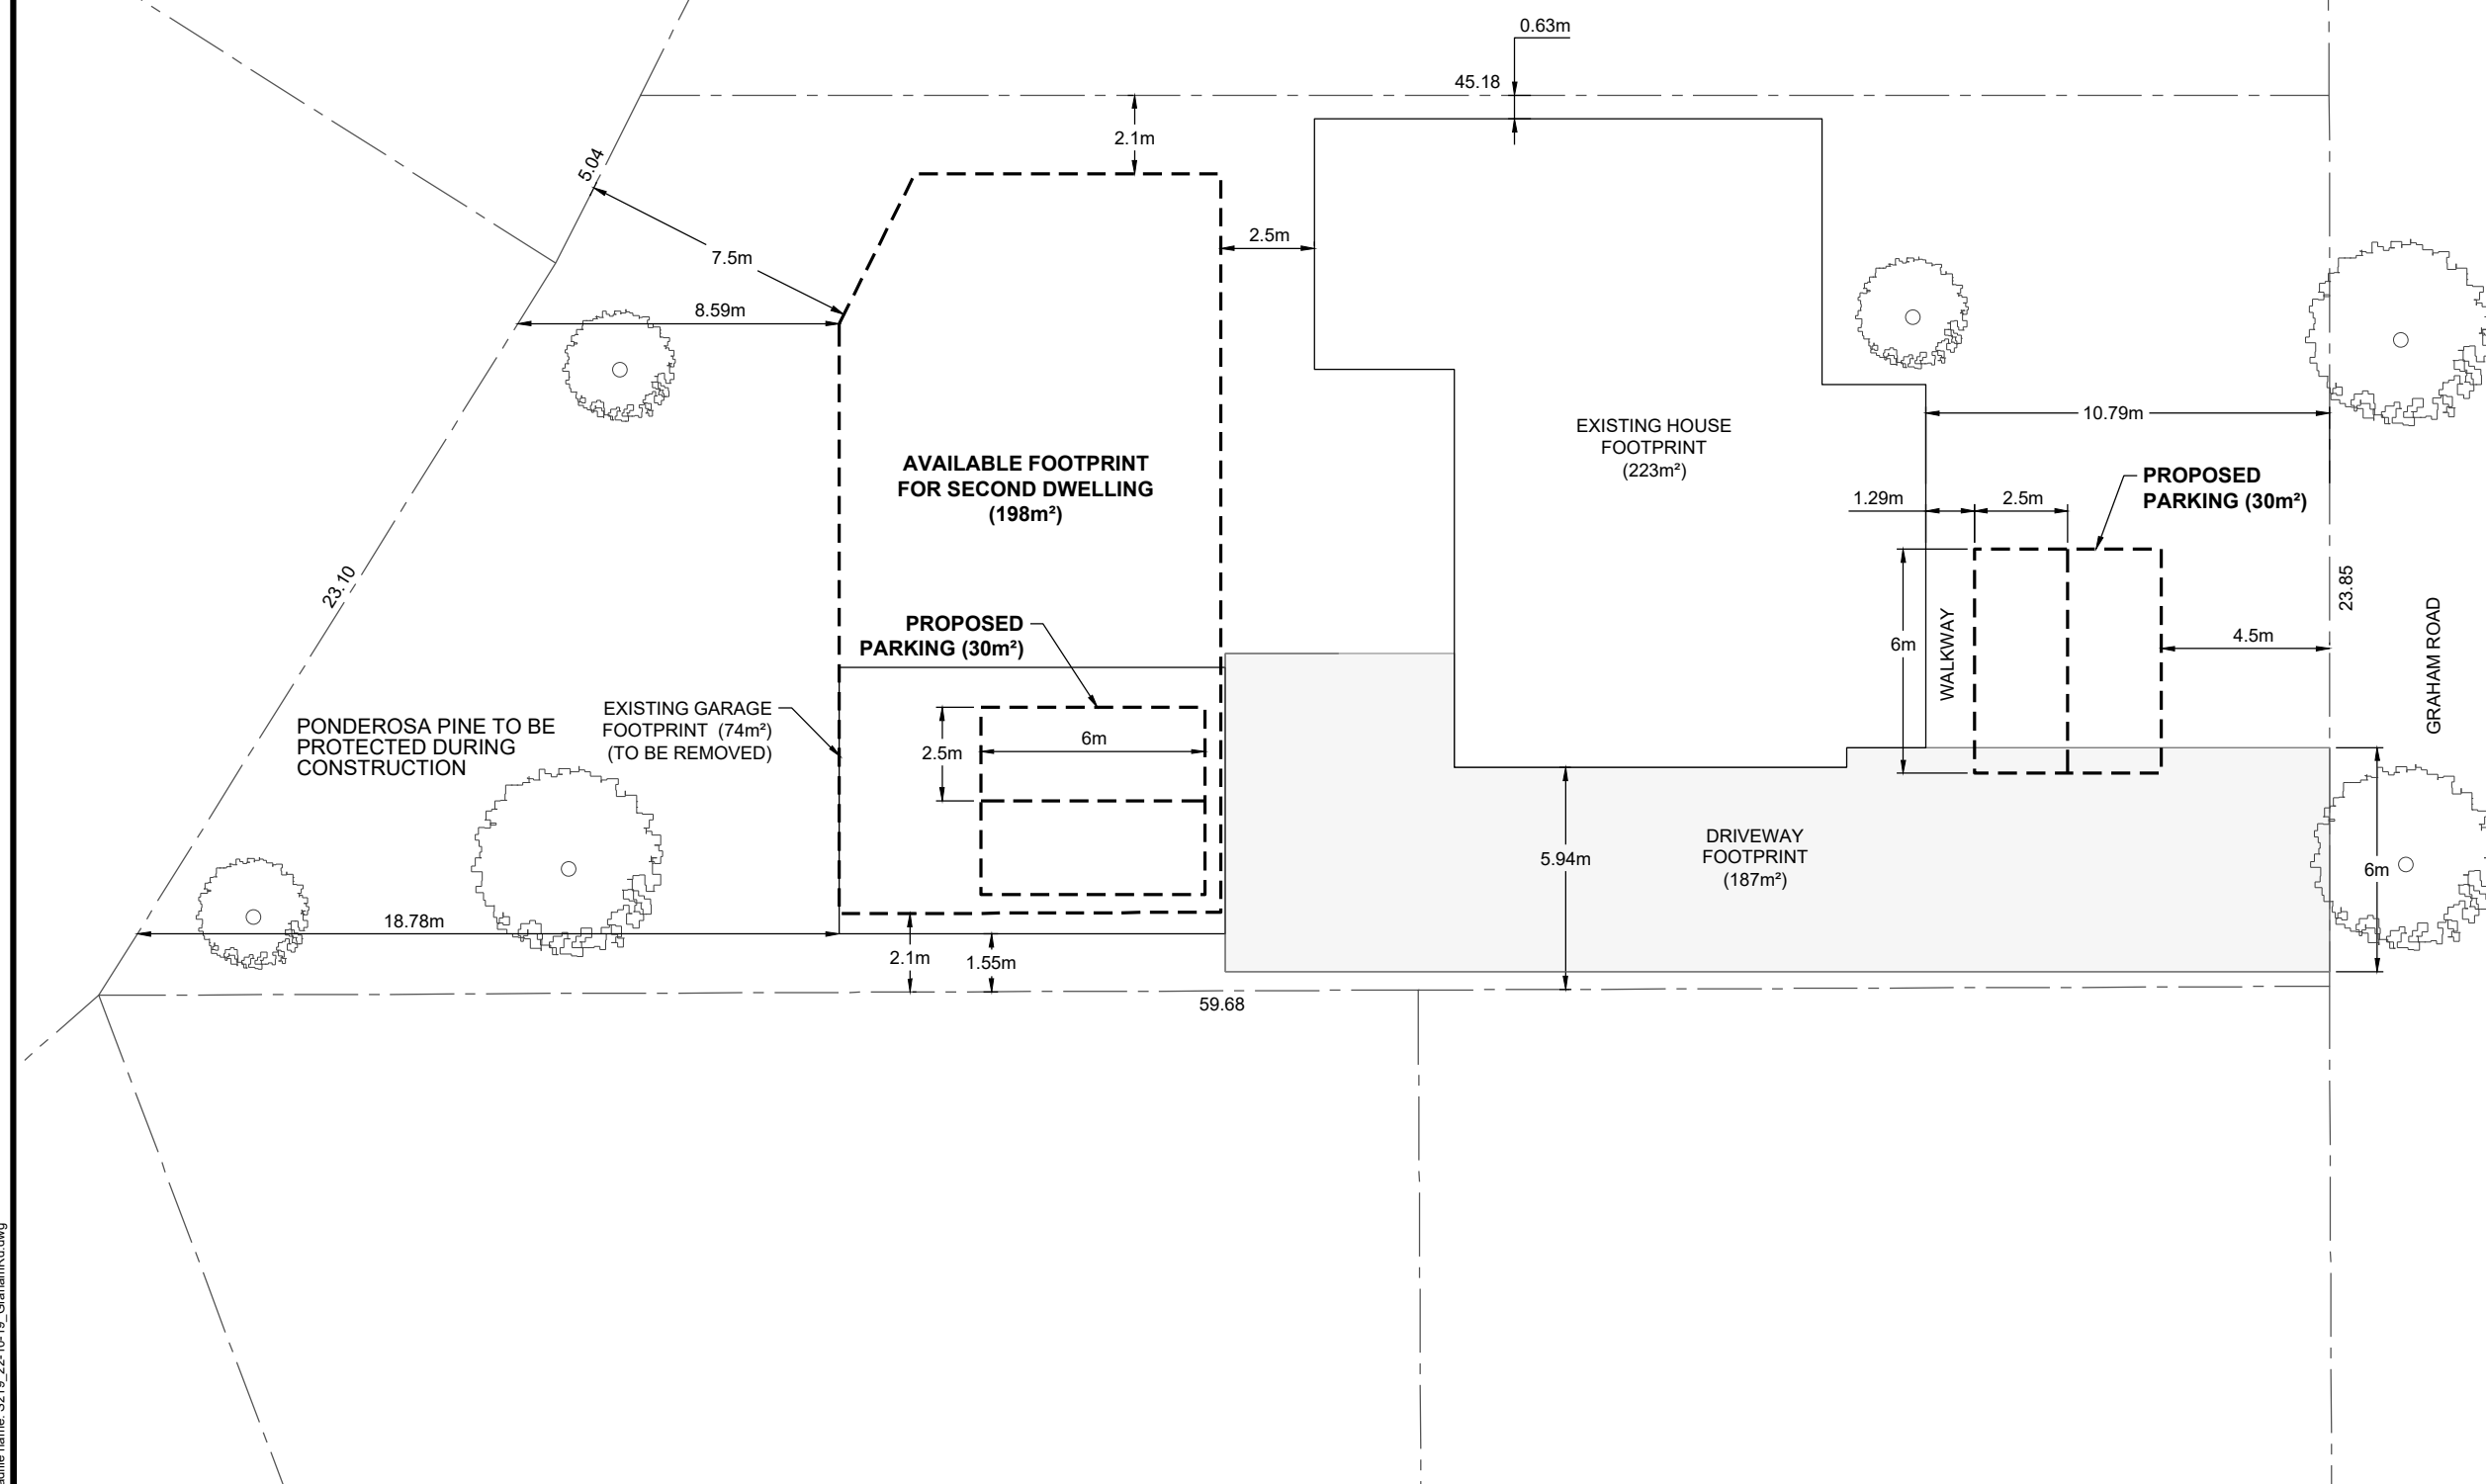 0.63m
45.18
2.1m
5.04
2.5m
7.5m
8.59m
10.79m
EXISTING HOUSE
FOOTPRINT
(223m²)
AVAILABLE FOOTPRINT
FOR SECOND DWELLING
(198m²)
PROPOSED
PARKING (30m²)
1.29m
2.5m
23.10
23.85
GRAHAM ROAD
PROPOSED
PARKING (30m²)
6m
WALKWAY
4.5m
PONDEROSA PINE TO BE
PROTECTED DURING
CONSTRUCTION
EXISTING GARAGE
FOOTPRINT (74m²)
(TO BE REMOVED)
2.5m
6m
DRIVEWAY
FOOTPRINT
(187m²)
5.94m
6m
18.78m
2.1m
1.55m
59.68